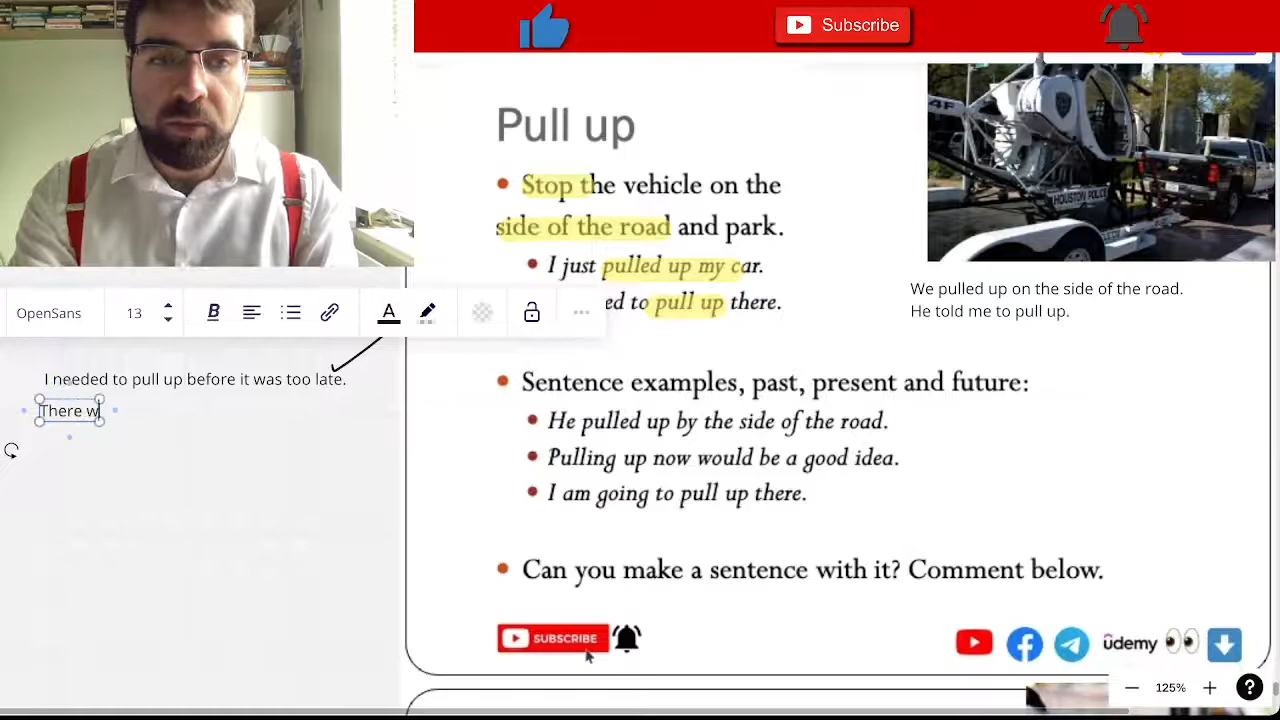 Subscribe
Pull up
• Stop the vehicle on the
side of the road and park.
• I just pulled up my car.
ed to pull up there.
4F
HOUSTON POLICE
We pulled up on the side of the road.
He told me to pull up.
OpenSans 13 B A ...
I needed to pull up before it was too late.
There w
• Sentence examples, past, present and future:
• He pulled up by the side of the road.
• Pulling up now would be a good idea.
• I am going to pull up there.
• Can you make a sentence with it? Comment below.
SUBSCRIBE
ûdemy
− 125% + ?